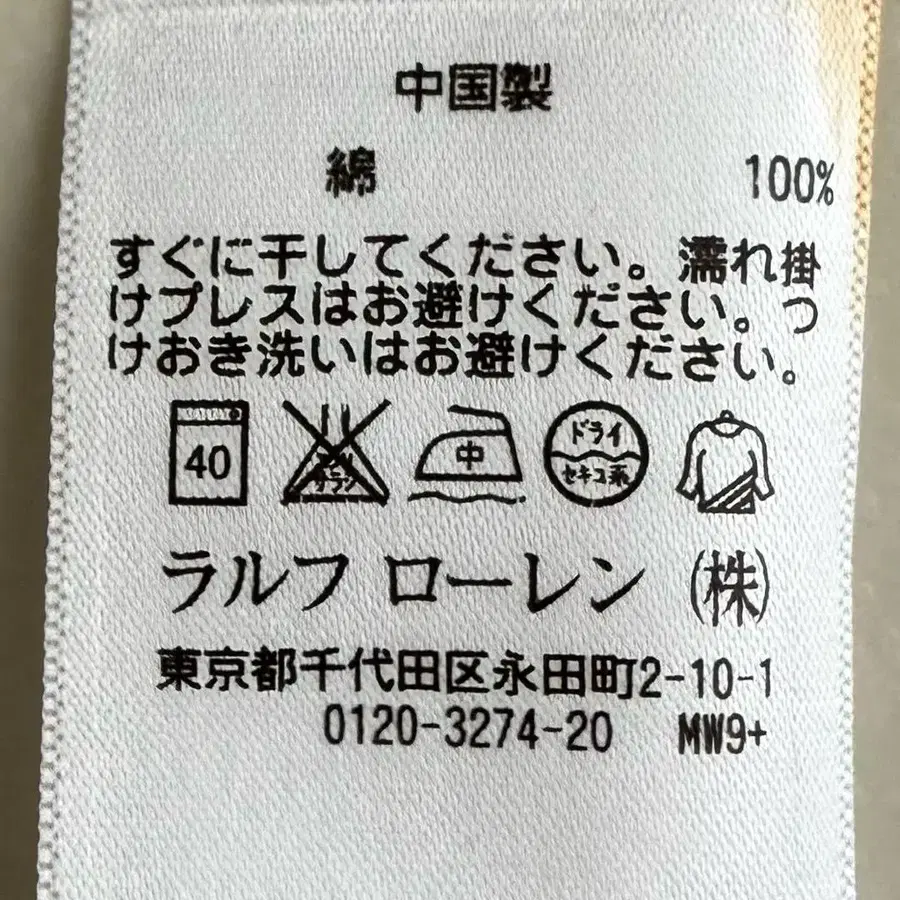 中国製
綿 100%
すぐに干してください。濡れ掛
けプレスはお避けください。つ
けおき洗いはお避けください。
40 中 ドライ セキユ系
ラルフ ローレン (株)
東京都千代田区永田町2-10-1
0120-3274-20 MW9+